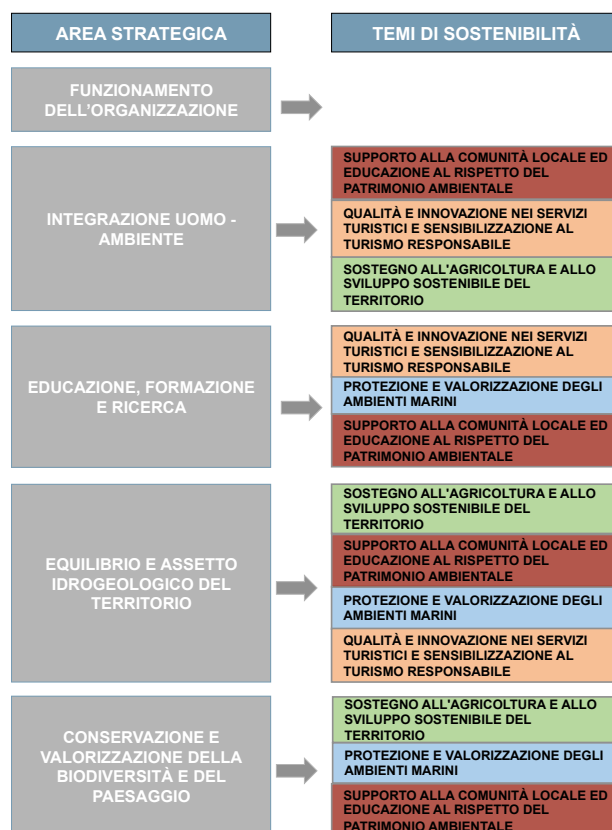 AREA STRATEGICA
TEMI DI SOSTENIBILITÀ
FUNZIONAMENTO
DELL'ORGANIZZAZIONE
INTEGRAZIONE UOMO -
AMBIENTE
SUPPORTO ALLA COMUNITÀ LOCALE ED
EDUCAZIONE AL RISPETTO DEL
PATRIMONIO AMBIENTALE
QUALITÀ E INNOVAZIONE NEI SERVIZI
TURISTICI E SENSIBILIZZAZIONE AL
TURISMO RESPONSABILE
SOSTEGNO ALL'AGRICOLTURA E ALLO
SVILUPPO SOSTENIBILE DEL
TERRITORIO
EDUCAZIONE, FORMAZIONE
E RICERCA
QUALITÀ E INNOVAZIONE NEI SERVIZI
TURISTICI E SENSIBILIZZAZIONE AL
TURISMO RESPONSABILE
PROTEZIONE E VALORIZZAZIONE DEGLI
AMBIENTI MARINI
SUPPORTO ALLA COMUNITÀ LOCALE ED
EDUCAZIONE AL RISPETTO DEL
PATRIMONIO AMBIENTALE
EQUILIBRIO E ASSETTO
IDROGEOLOGICO DEL
TERRITORIO
SOSTEGNO ALL'AGRICOLTURA E ALLO
SVILUPPO SOSTENIBILE DEL
TERRITORIO
SUPPORTO ALLA COMUNITÀ LOCALE ED
EDUCAZIONE AL RISPETTO DEL
PATRIMONIO AMBIENTALE
PROTEZIONE E VALORIZZAZIONE DEGLI
AMBIENTI MARINI
QUALITÀ E INNOVAZIONE NEI SERVIZI
TURISTICI E SENSIBILIZZAZIONE AL
TURISMO RESPONSABILE
CONSERVAZIONE E
VALORIZZAZIONE DELLA
BIODIVERSITÀ E DEL
PAESAGGIO
SOSTEGNO ALL'AGRICOLTURA E ALLO
SVILUPPO SOSTENIBILE DEL
TERRITORIO
PROTEZIONE E VALORIZZAZIONE DEGLI
AMBIENTI MARINI
SUPPORTO ALLA COMUNITÀ LOCALE ED
EDUCAZIONE AL RISPETTO DEL
PATRIMONIO AMBIENTALE